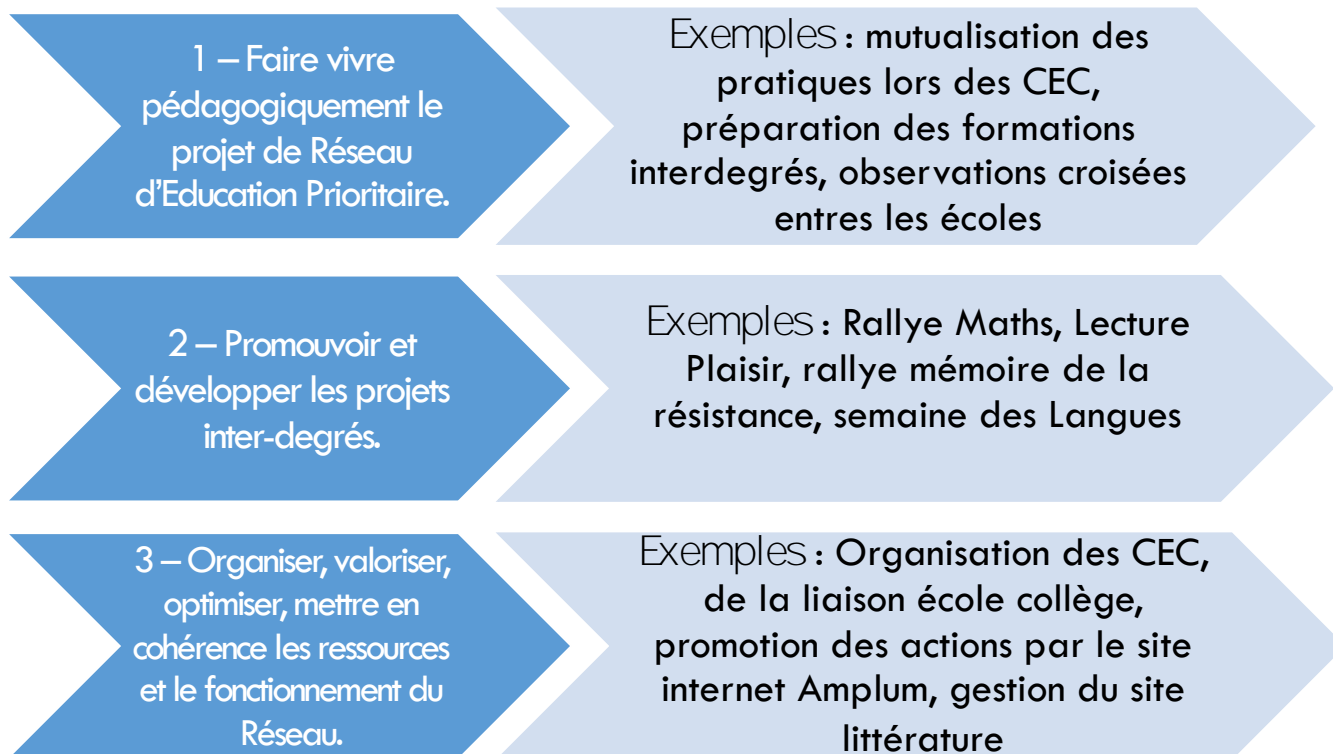 1 – Faire vivre
pédagogiquement le
projet de Réseau
d'Education Prioritaire.
Exemples : mutualisation des
pratiques lors des CEC,
préparation des formations
interdegrés, observations croisées
entres les écoles
2 – Promouvoir et
développer les projets
inter-degrés.
Exemples : Rallye Maths, Lecture
Plaisir, rallye mémoire de la
résistance, semaine des Langues
3 – Organiser, valoriser,
optimiser, mettre en
cohérence les ressources
et le fonctionnement du
Réseau.
Exemples : Organisation des CEC,
de la liaison école collège,
promotion des actions par le site
internet Amplum, gestion du site
littérature